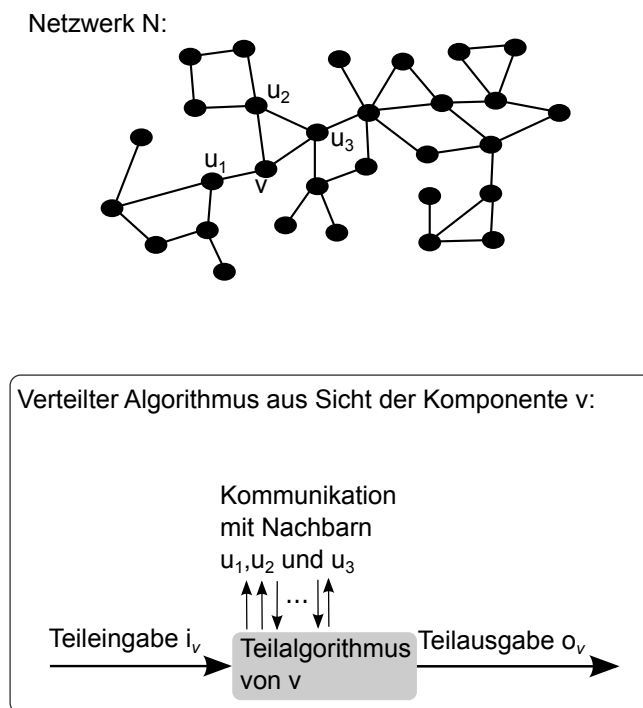 Netzwerk N:
u₂
u₃
u₁
v
Verteilter Algorithmus aus Sicht der Komponente v:
Kommunikation
mit Nachbarn
u₁,u₂ und u₃
...
Teileingabe iᵥ
Teilalgorithmus
von v
Teilausgabe oᵥ